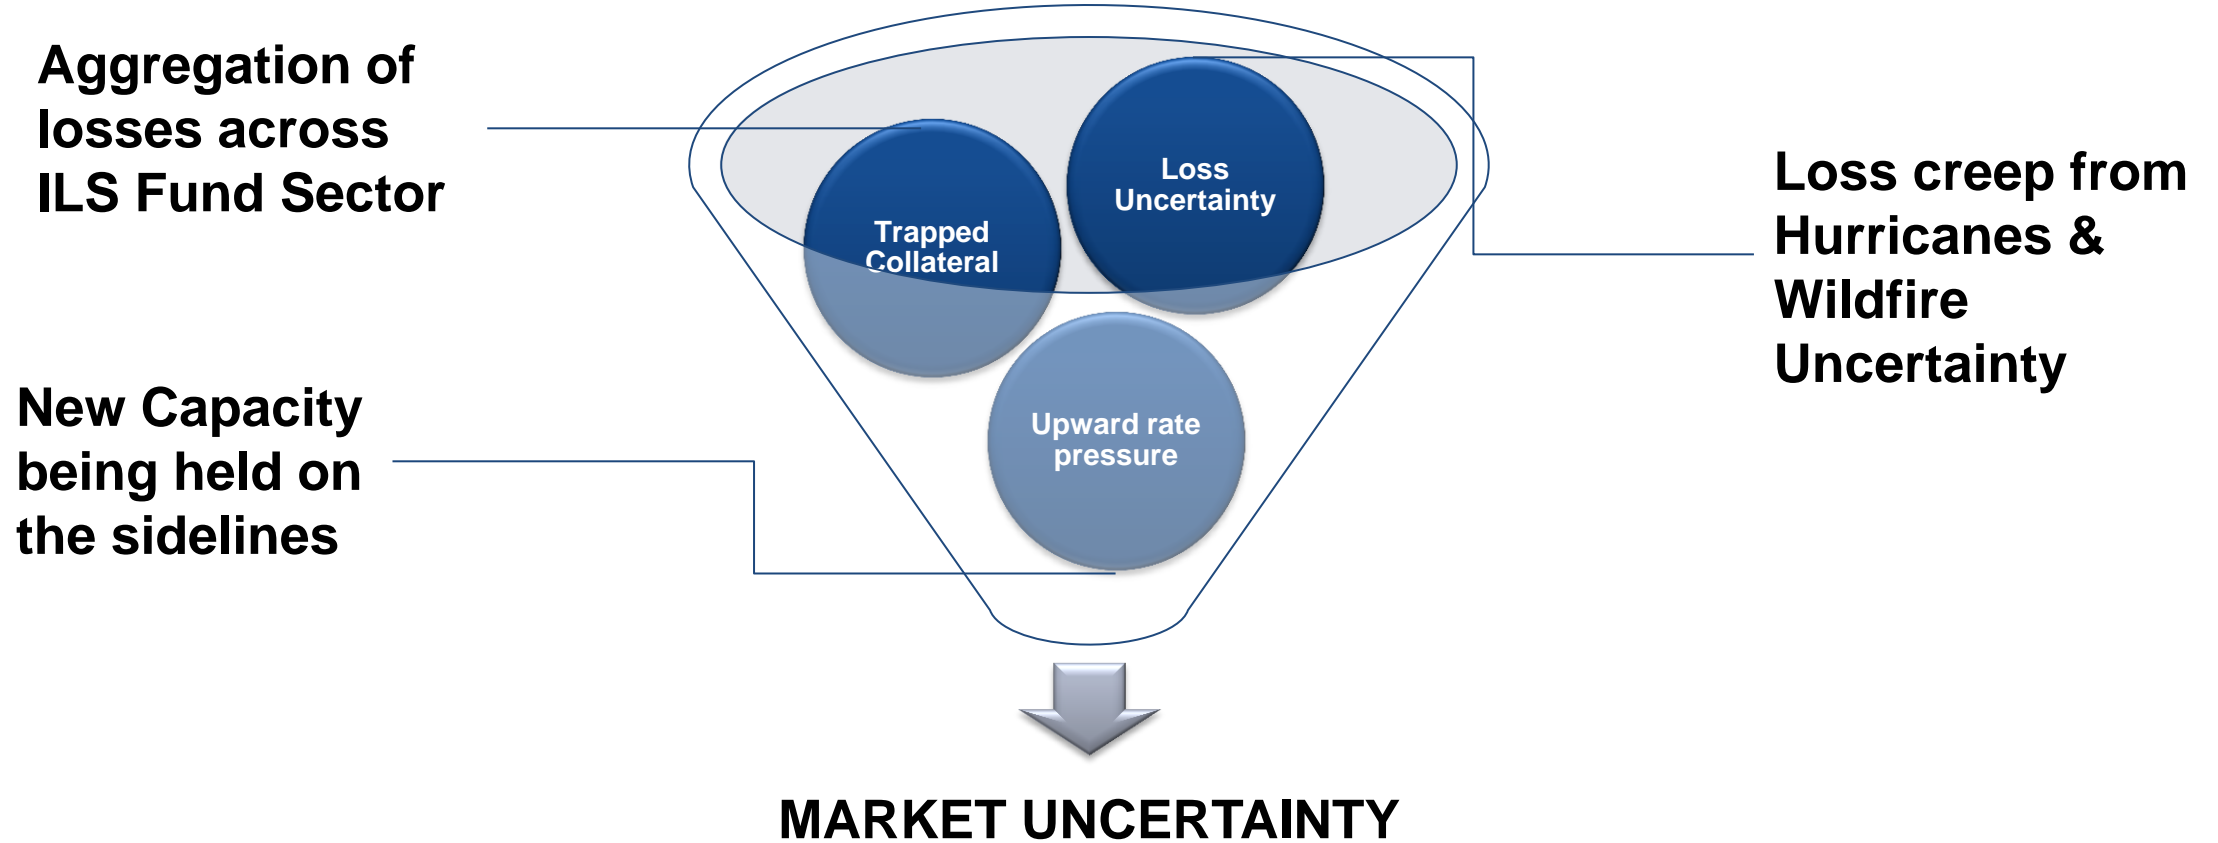 Aggregation of
losses across
ILS Fund Sector
Loss
Uncertainty
Trapped
Collateral
Loss creep from
Hurricanes &
Wildfire
Uncertainty
New Capacity
being held on
the sidelines
Upward rate
pressure
MARKET UNCERTAINTY